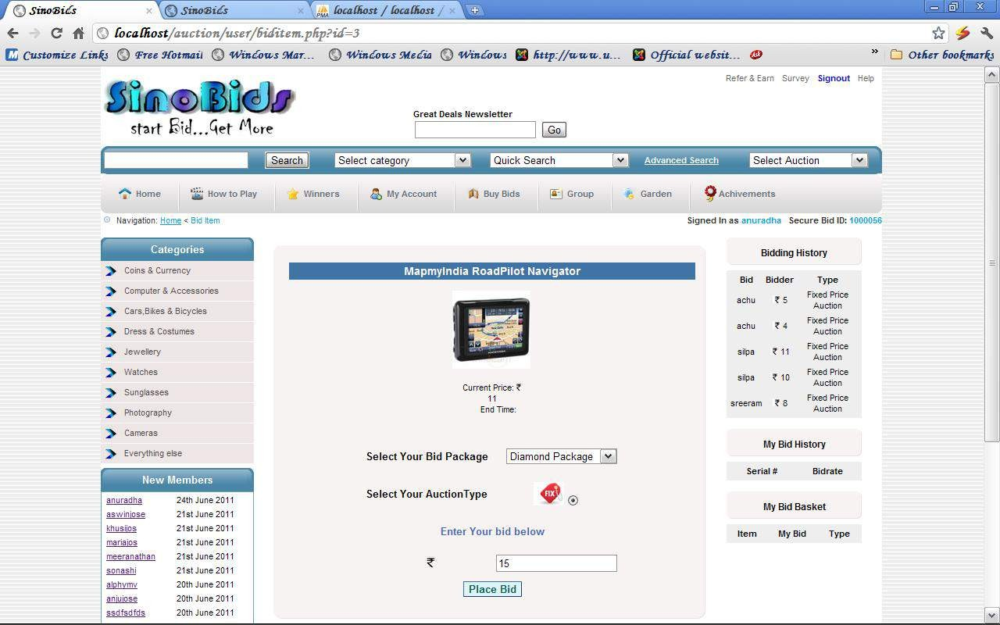 SinoBids
SinoBids
localhost / localhost /
localhost/auction/user/biditem.php?id=3
Customize Links
Free Hotmail
Windows Mar...
Windows Media
Windows
http://www.u...
Official websit...
Other bookmarks
SinoBids
start Bid...Get More
Refer & Earn Survey Signout Help
Great Deals Newsletter
Go
Search
Select category
Quick Search
Advanced Search
Select Auction
Home
How to Play
Winners
My Account
Buy Bids
Group
Garden
Achivements
Navigation: Home < Bid Item
Signed In as anuradha Secure Bid ID: 1000056
Categories
Coins & Currency
Computer & Accessories
Cars,Bikes & Bicycles
Dress & Costumes
Jewellery
Watches
Sunglasses
Photography
Cameras
Everything else
New Members
anuradha 24th June 2011
aswinjose 21st June 2011
khusijos 21st June 2011
mariajos 21st June 2011
meeranathan 21st June 2011
sonashi 21st June 2011
alphymv 20th June 2011
anjujose 20th June 2011
ssdfsdfds 20th June 2011
MapmyIndia RoadPilot Navigator
Current Price: ₹
11
End Time:
Select Your Bid Package
Diamond Package
Select Your AuctionType
FIX
Enter Your bid below
₹ 15
Place Bid
Bidding History
Bid Bidder Type
achu ₹ 5 Fixed Price
Auction
achu ₹ 4 Fixed Price
Auction
silpa ₹ 11 Fixed Price
Auction
silpa ₹ 10 Fixed Price
Auction
sreeram ₹ 8 Fixed Price
Auction
My Bid History
Serial # Bidrate
My Bid Basket
Item My Bid Type